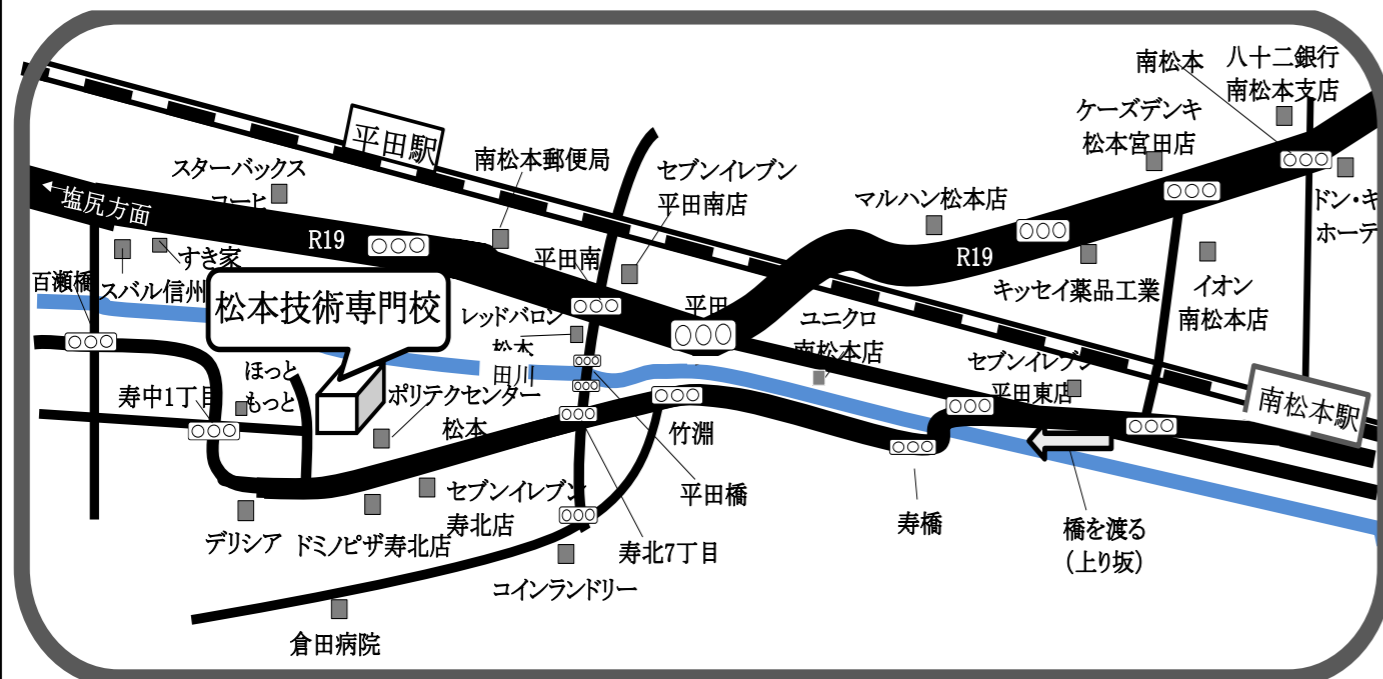 南松本
八十二銀行
南松本支店
ケーズデンキ
松本宮田店
平田駅
南松本郵便局
セブンイレブン
平田南店
スターバックス
コーヒ
マルハン松本店
ドン・キ
ホーテ
塩尻方面
R19
R19
すき家
スバル信州
百瀬橋
平田南
平田
キッセイ薬品工業
イオン
南松本店
松本技術専門校
レッドバロン
松本
田川
ユニクロ
南松本店
セブンイレブン
平田東店
南松本駅
ほっと
もっと
寿中1丁目
ポリテクセンター
松本
竹淵
平田橋
寿橋
橋を渡る
(上り坂)
セブンイレブン
寿北店
デリシア
ドミノピザ寿北店
寿北7丁目
コインランドリー
倉田病院